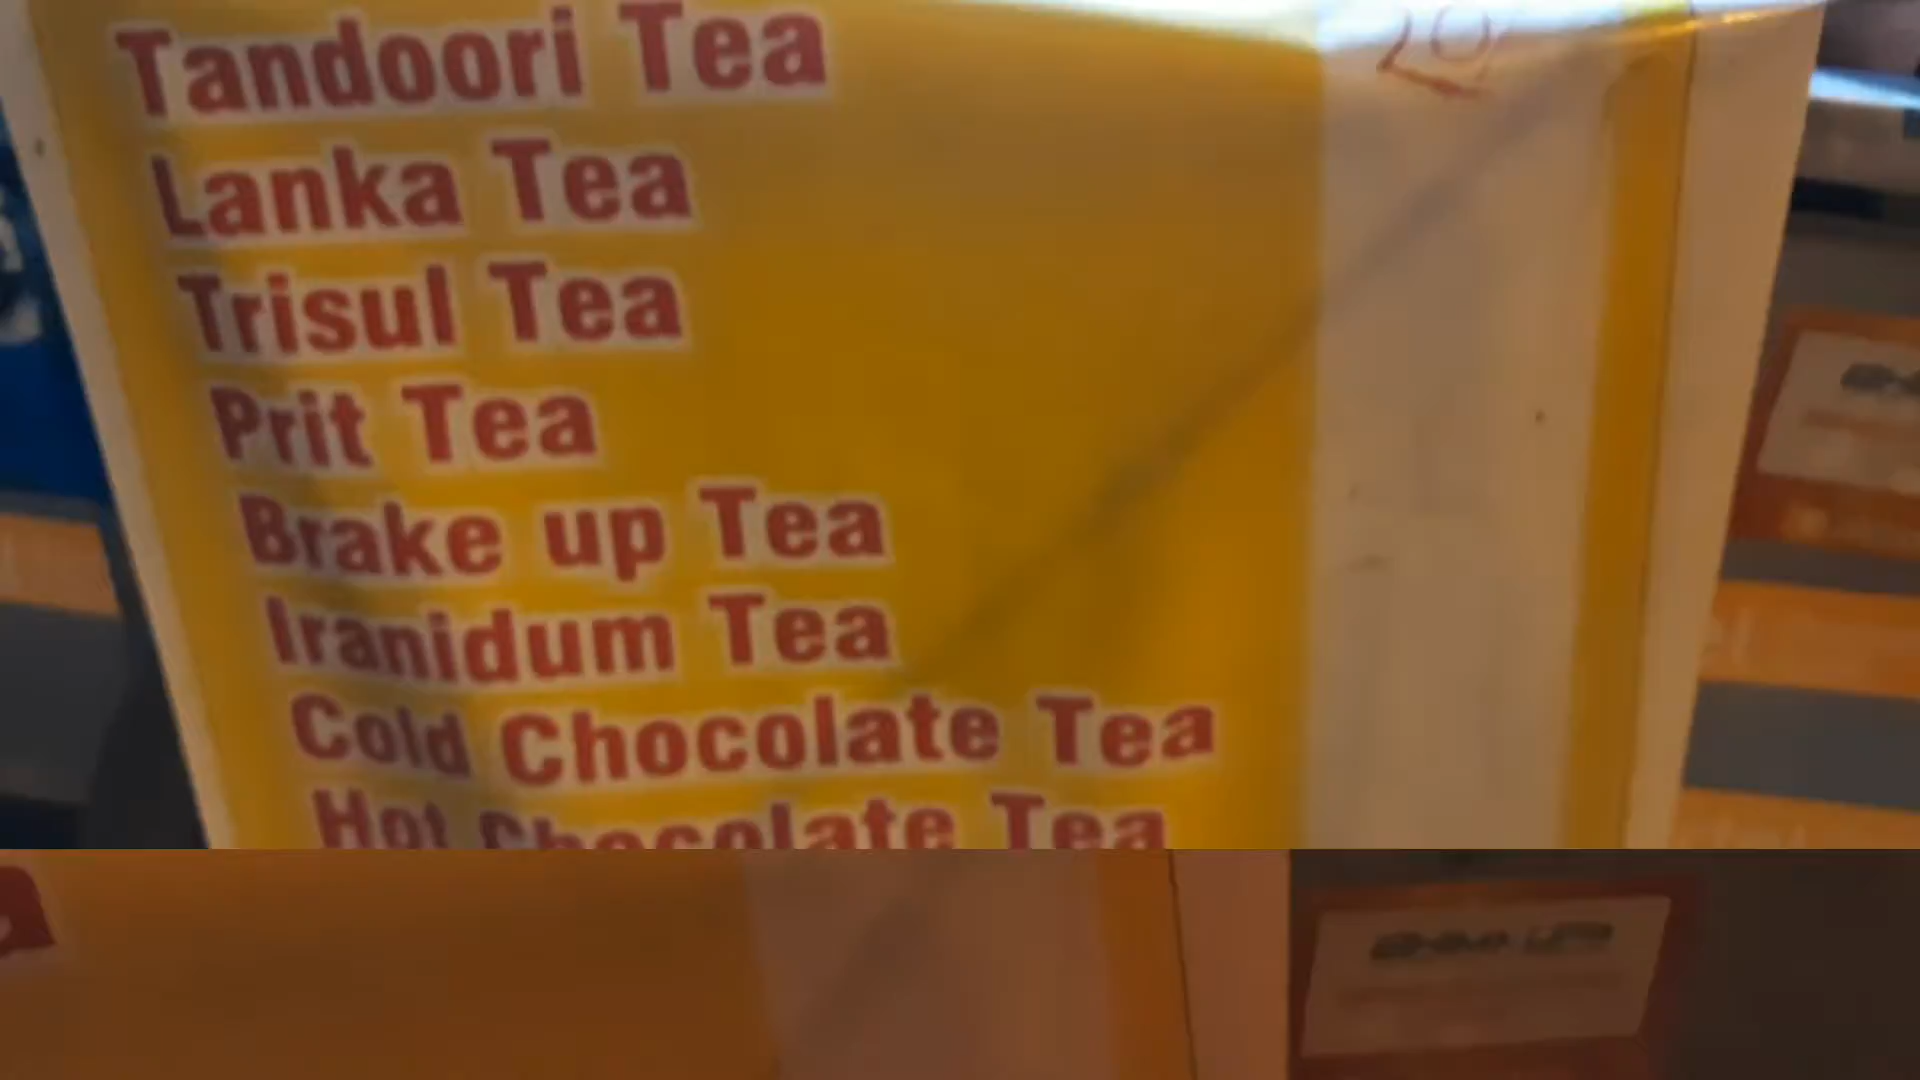 Tandoori Tea 20
Lanka Tea
Trisul Tea
Prit Tea
Brake up Tea
Iranidum Tea
Cold Chocolate Tea
Hot Chocolate Tea